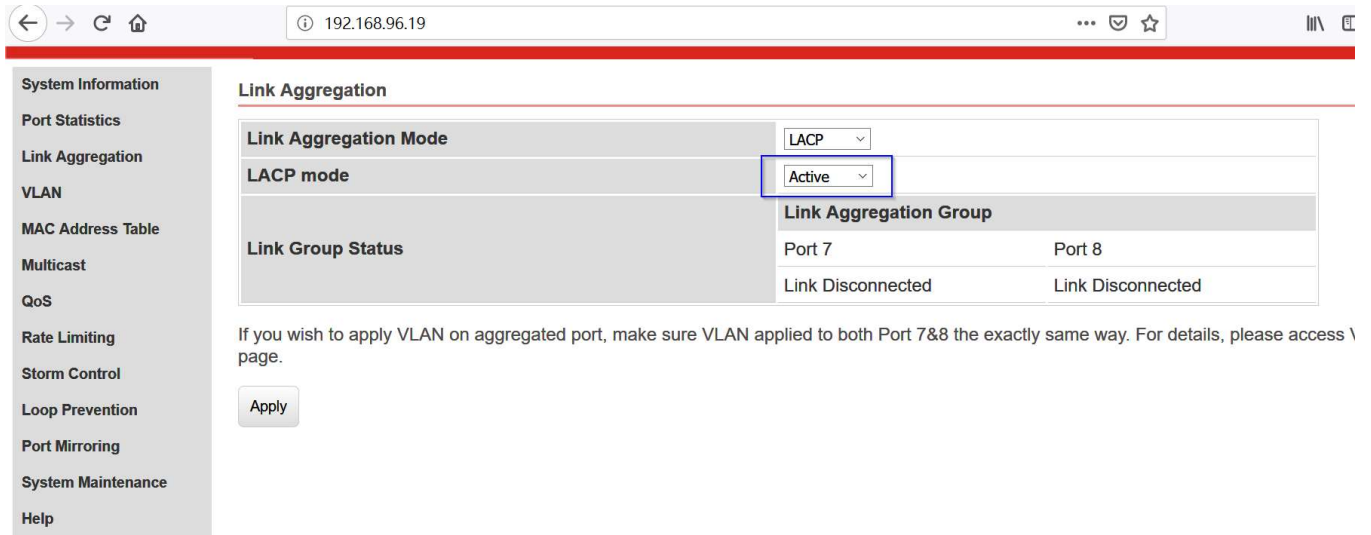 192.168.96.19
System Information
Port Statistics
Link Aggregation
VLAN
MAC Address Table
Multicast
QoS
Rate Limiting
Storm Control
Loop Prevention
Port Mirroring
System Maintenance
Help
Link Aggregation
Link Aggregation Mode LACP
LACP mode Active
Link Group Status
Link Aggregation Group
Port 7 Port 8
Link Disconnected Link Disconnected
If you wish to apply VLAN on aggregated port, make sure VLAN applied to both Port 7&8 the exactly same way. For details, please access
page.
Apply